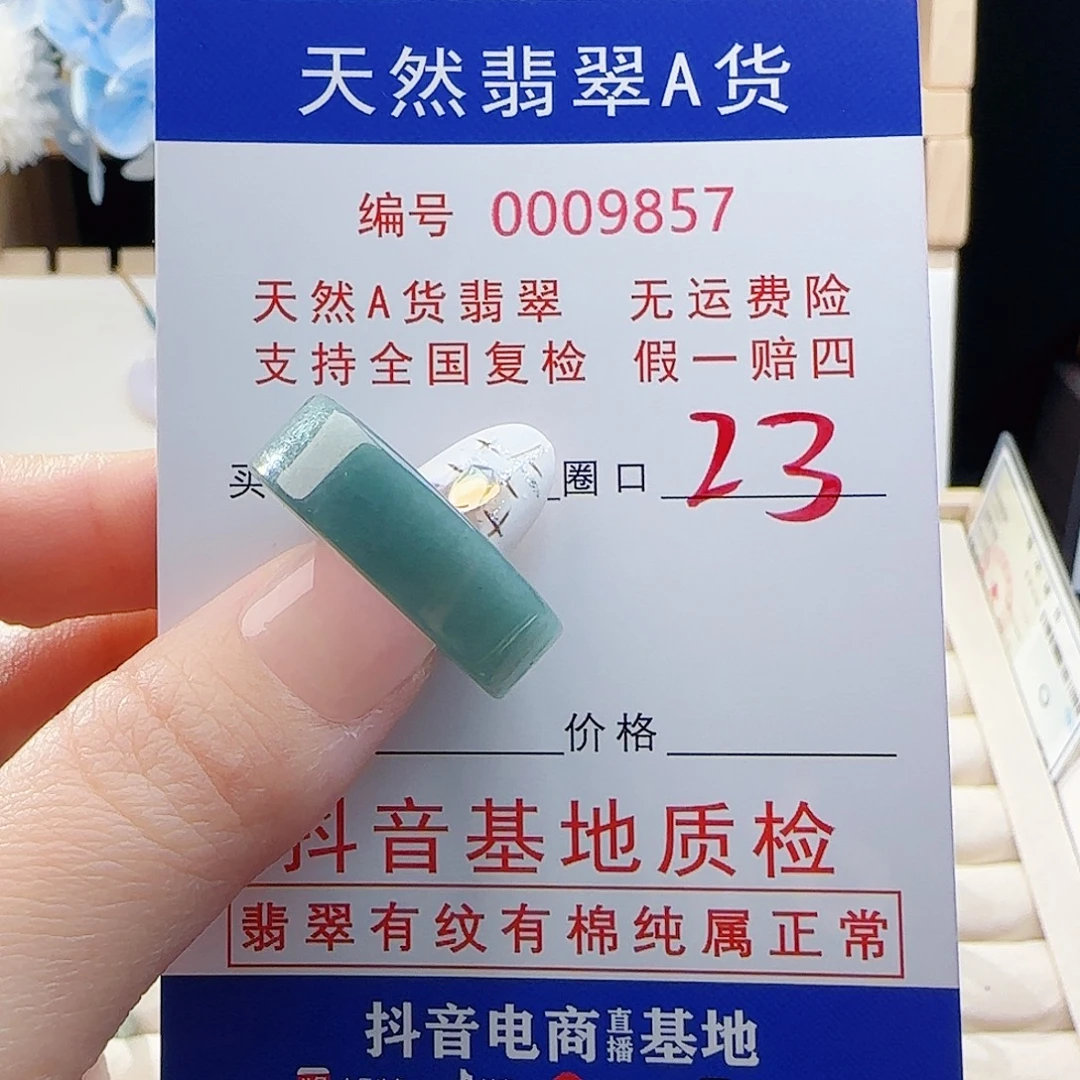 天然翡翠A货
编号 0009857
天然A货翡翠 无运费险
支持全国复检 假一赔四
买 圈口 23
价格
抖音基地质检
翡翠有纹有棉纯属正常
抖音电商直播基地